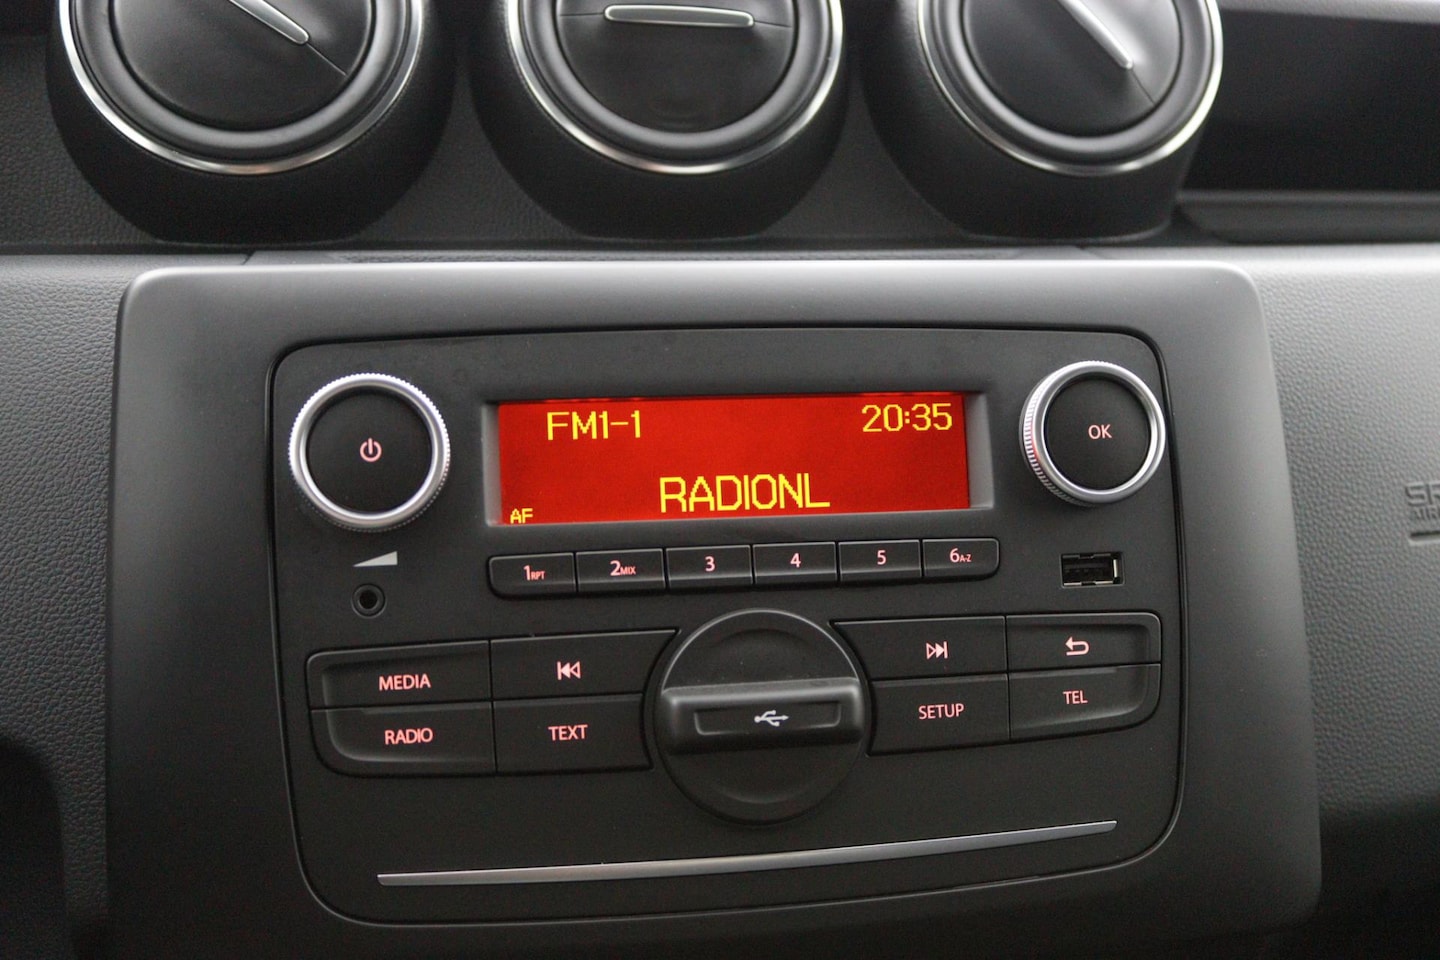 FM1-1 20:35
RADIONL
AF
OK
1RPT 2MIX 3 4 5 6A-Z
MEDIA
RADIO TEXT
SETUP TEL